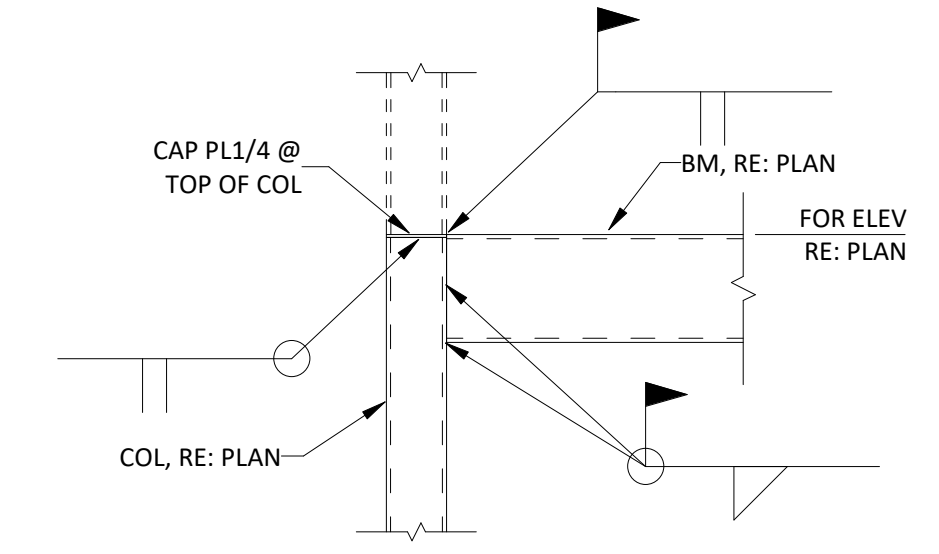 CAP PL1/4 @
TOP OF COL
BM, RE: PLAN
FOR ELEV
RE: PLAN
COL, RE: PLAN